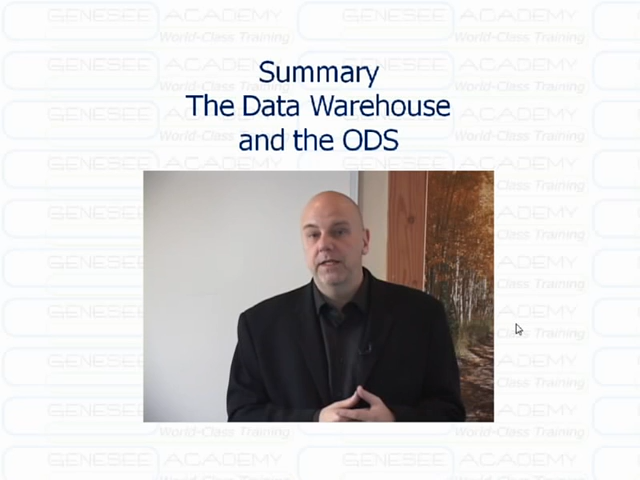 Summary
The Data Warehouse
and the ODS
GENESEE ACADEMY
World-Class Training